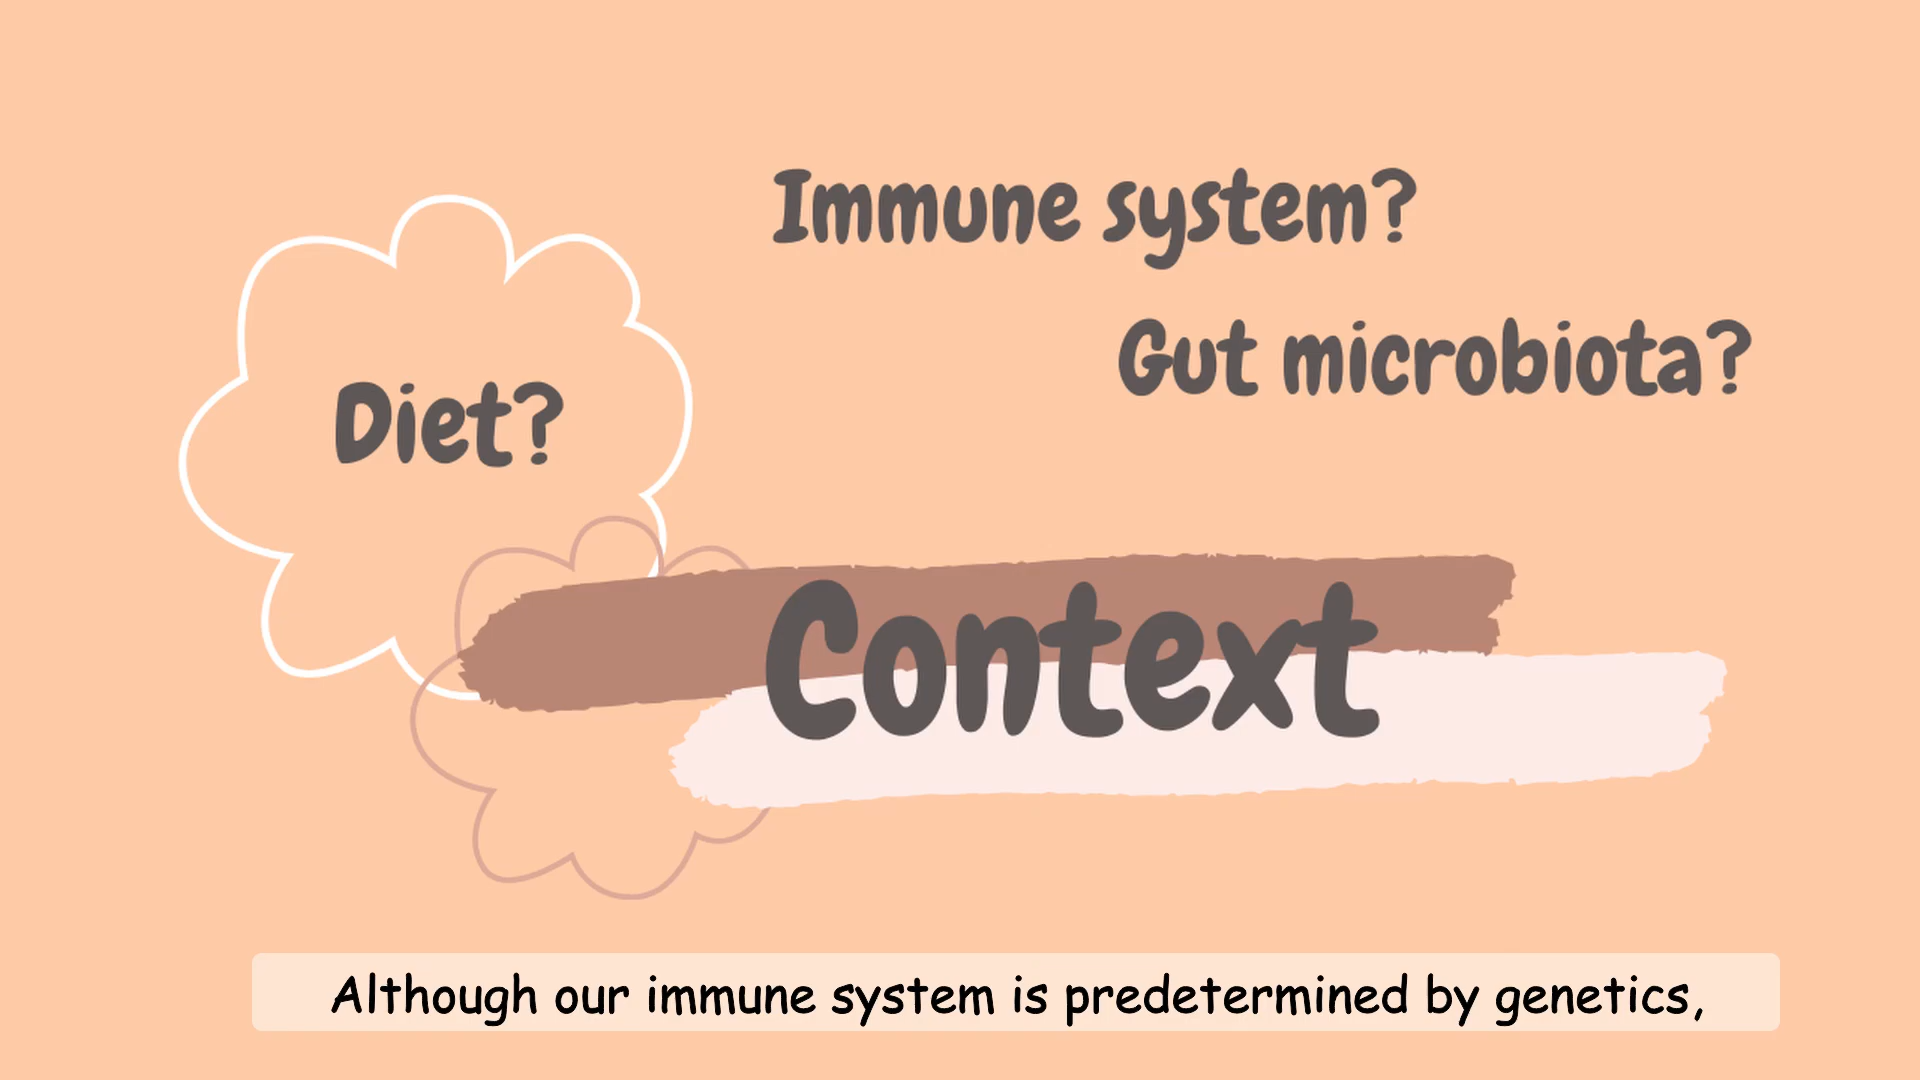 Immune system?
Gut microbiota?
Diet?
Context
Although our immune system is predetermined by genetics,